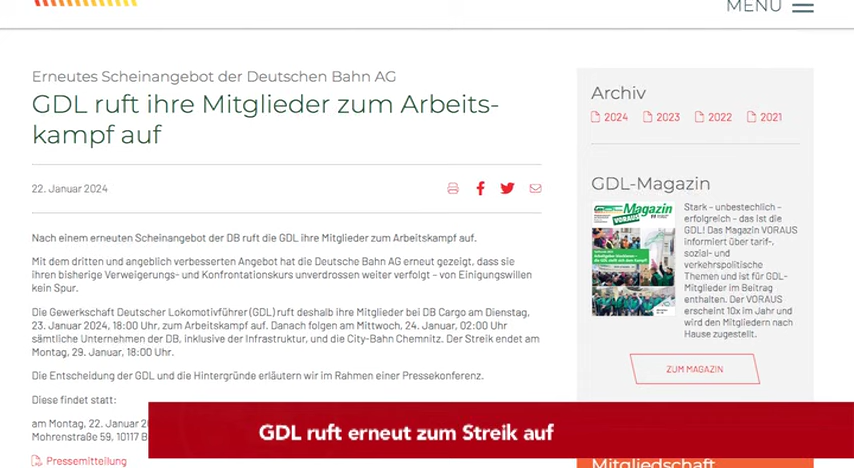 MENÜ
Erneutes Scheinangebot der Deutschen Bahn AG
GDL ruft ihre Mitglieder zum Arbeits-
kampf auf
22. Januar 2024
Nach einem erneuten Scheinangebot der DB ruft die GDL ihre Mitglieder zum Arbeitskampf auf.
Mit dem dritten und angeblich verbesserten Angebot hat die Deutsche Bahn AG erneut gezeigt, dass sie
ihren bisherige Verweigerungs- und Konfrontationskurs unverdrossen weiter verfolgt – von Einigungswillen
kein Spur.
Die Gewerkschaft Deutscher Lokomotivführer (GDL) ruft deshalb ihre Mitglieder bei DB Cargo am Dienstag,
23. Januar 2024, 18:00 Uhr, zum Arbeitskampf auf. Danach folgen am Mittwoch, 24. Januar, 02:00 Uhr
sämtliche Unternehmen der DB, inklusive der Infrastruktur, und die City-Bahn Chemnitz. Der Streik endet am
Montag, 29. Januar, 18:00 Uhr.
Die Entscheidung der GDL und die Hintergründe erläutern wir im Rahmen einer Pressekonferenz.
Diese findet statt:
am Montag, 22. Januar 20
Mohrenstraße 59, 10117 B
Pressemitteilung
Archiv
2024 2023 2022 2021
GDL-Magazin
GDL Magazin
VORAUS
Stark – unbestechlich –
erfolgreich – das ist die
GDL! Das Magazin VORAUS
informiert über tarif-,
sozial- und
verkehrspolitische
Themen und ist für GDL-
Mitglieder im Beitrag
enthalten. Der VORAUS
erscheint 10x im Jahr und
wird den Mitgliedern nach
Hause zugestellt.
ZUM MAGAZIN
Mitgliedschaft
GDL ruft erneut zum Streik auf